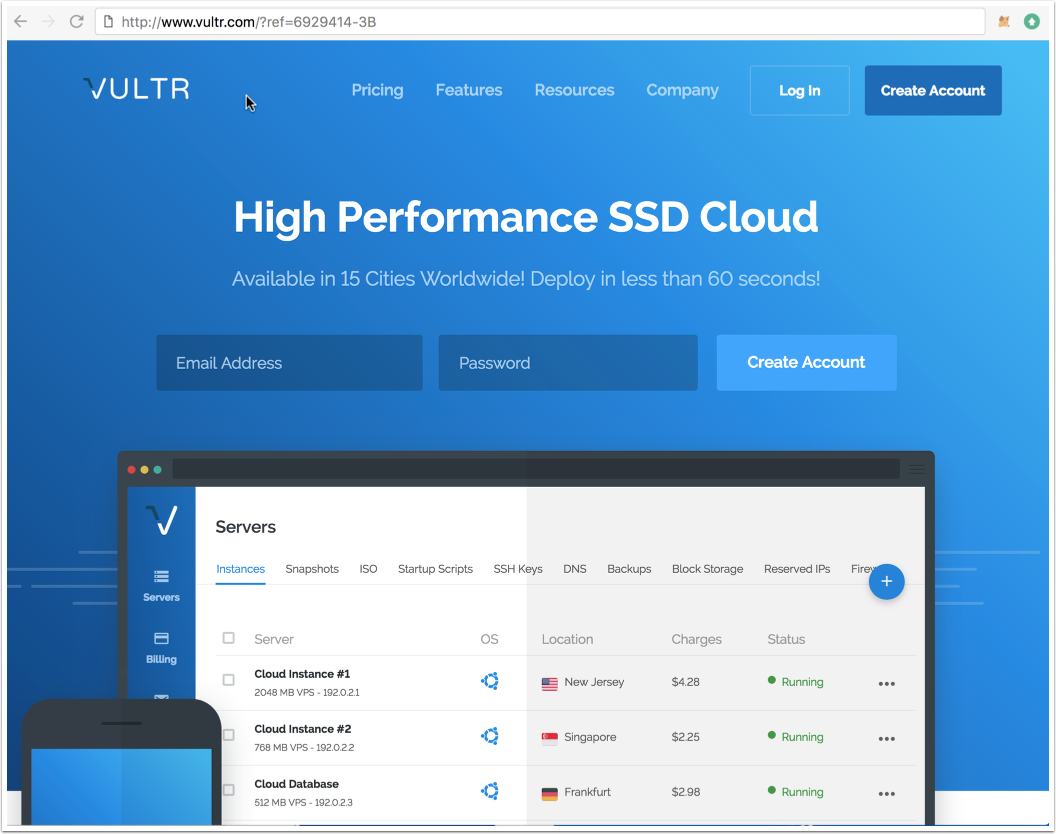 http://www.vultr.com/?ref=6929414-3B
VULTR
Pricing Features Resources Company Log In Create Account
High Performance SSD Cloud
Available in 15 Cities Worldwide! Deploy in less than 60 seconds!
Email Address Password Create Account
Servers
Instances Snapshots ISO Startup Scripts SSH Keys DNS Backups Block Storage Reserved IPs Firew
+
Servers
Billing
Server OS Location Charges Status
Cloud Instance #1
2048 MB VPS - 192.0.2.1
New Jersey $4.28 Running
Cloud Instance #2
768 MB VPS - 192.0.2.2
Singapore $2.25 Running
Cloud Database
512 MB VPS - 192.0.2.3
Frankfurt $2.98 Running